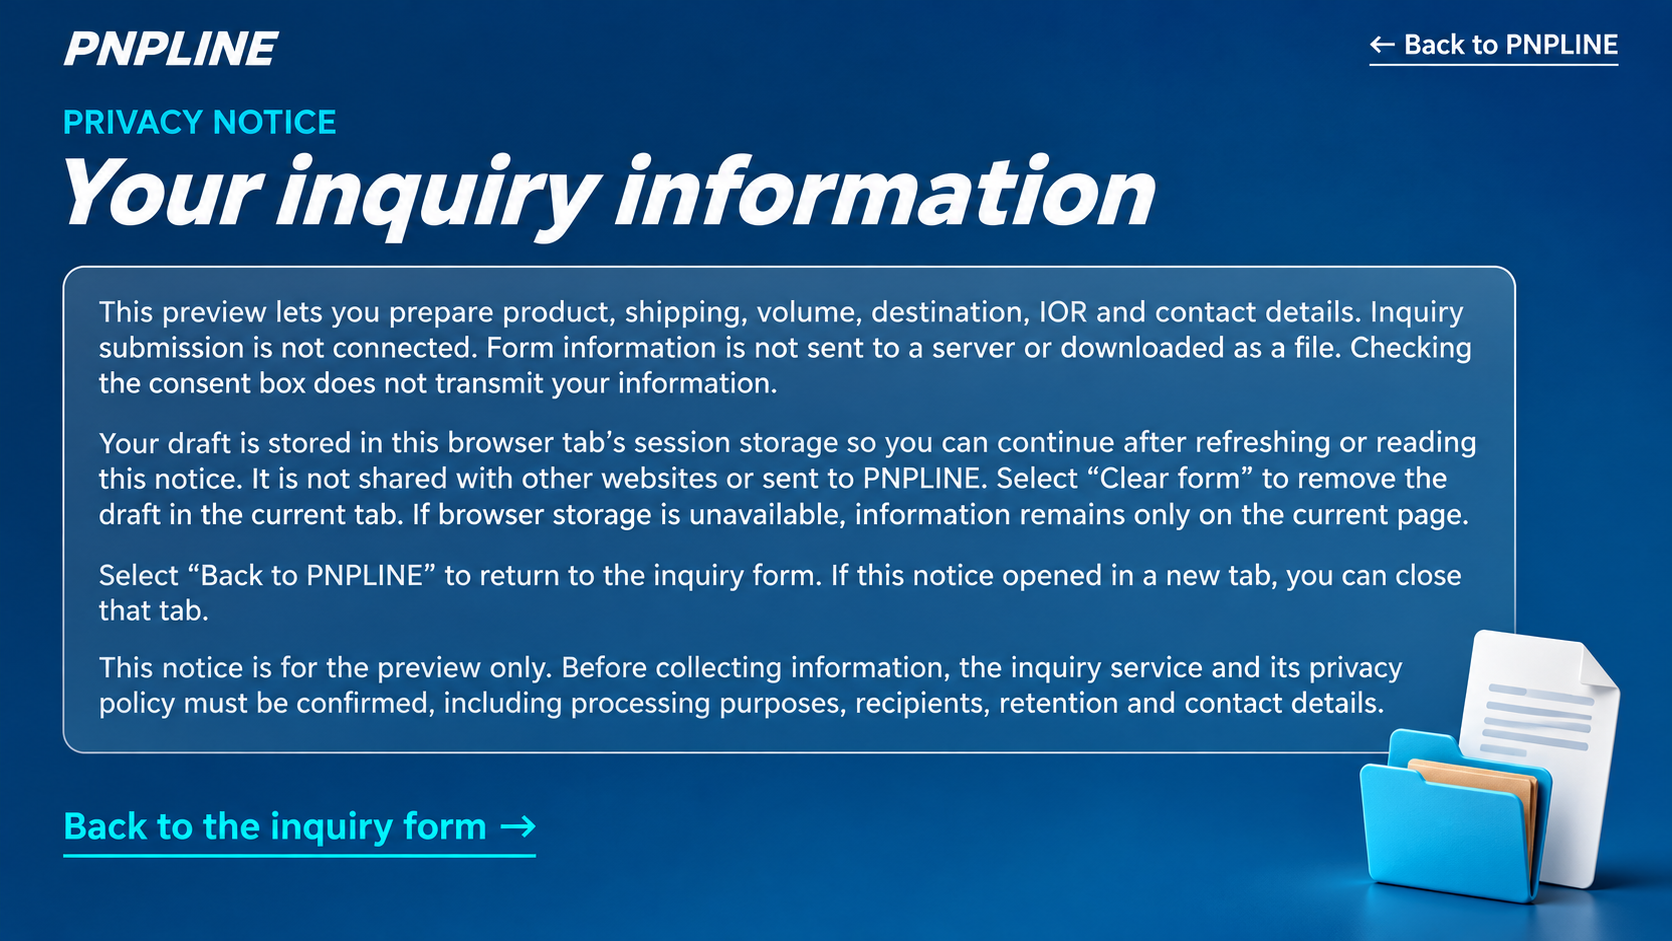 PNPLINE
← Back to PNPLINE
PRIVACY NOTICE
Your inquiry information
This preview lets you prepare product, shipping, volume, destination, IOR and contact details. Inquiry
submission is not connected. Form information is not sent to a server or downloaded as a file. Checking
the consent box does not transmit your information.
Your draft is stored in this browser tab’s session storage so you can continue after refreshing or reading
this notice. It is not shared with other websites or sent to PNPLINE. Select “Clear form” to remove the
draft in the current tab. If browser storage is unavailable, information remains only on the current page.
Select “Back to PNPLINE” to return to the inquiry form. If this notice opened in a new tab, you can close
that tab.
This notice is for the preview only. Before collecting information, the inquiry service and its privacy
policy must be confirmed, including processing purposes, recipients, retention and contact details.
Back to the inquiry form →